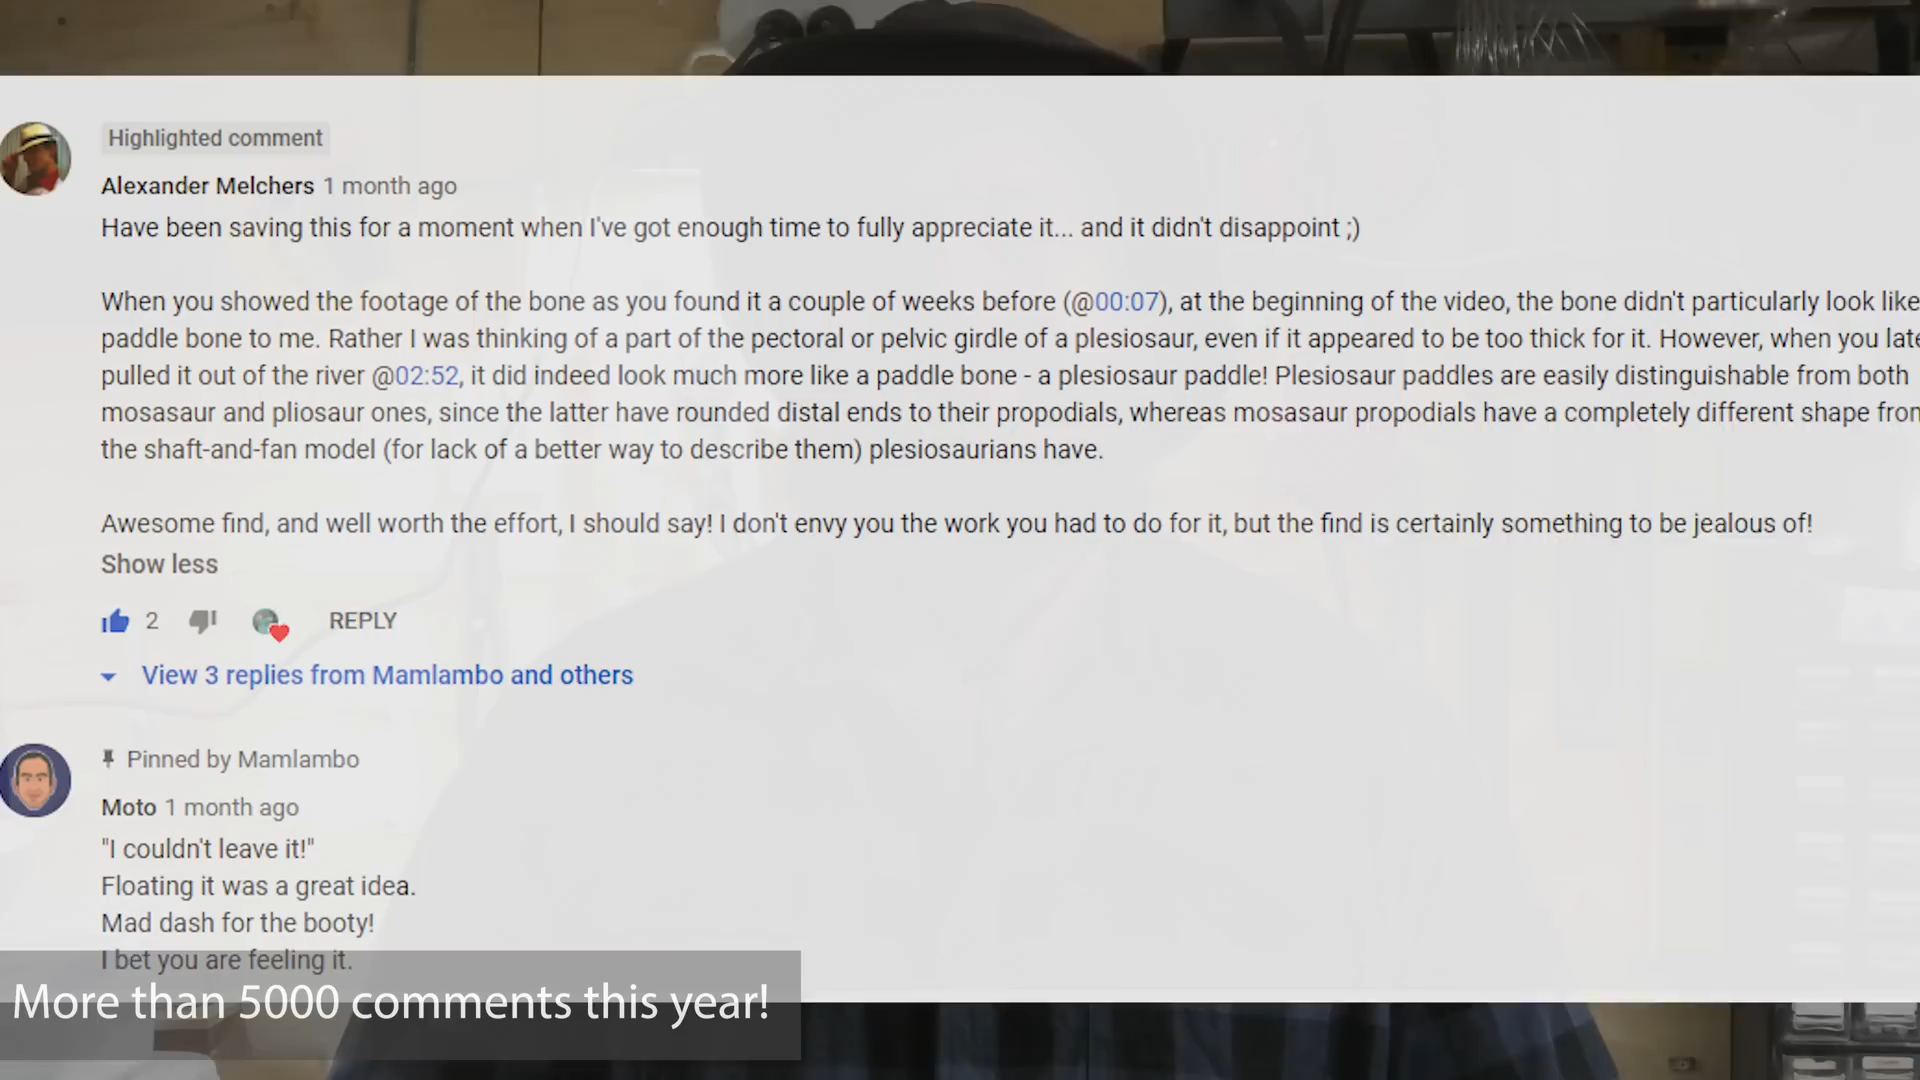 Highlighted comment
Alexander Melchers 1 month ago
Have been saving this for a moment when I've got enough time to fully appreciate it... and it didn't disappoint ;)
When you showed the footage of the bone as you found it a couple of weeks before (@00:07), at the beginning of the video, the bone didn't particularly look like
paddle bone to me. Rather I was thinking of a part of the pectoral or pelvic girdle of a plesiosaur, even if it appeared to be too thick for it. However, when you late
pulled it out of the river @02:52, it did indeed look much more like a paddle bone - a plesiosaur paddle! Plesiosaur paddles are easily distinguishable from both
mosasaur and pliosaur ones, since the latter have rounded distal ends to their propodials, whereas mosasaur propodials have a completely different shape from
the shaft-and-fan model (for lack of a better way to describe them) plesiosaurians have.
Awesome find, and well worth the effort, I should say! I don't envy you the work you had to do for it, but the find is certainly something to be jealous of!
Show less
2 REPLY
View 3 replies from Mamlambo and others
Pinned by Mamlambo
Moto 1 month ago
"I couldn't leave it!"
Floating it was a great idea.
Mad dash for the booty!
I bet you are feeling it.
More than 5000 comments this year!